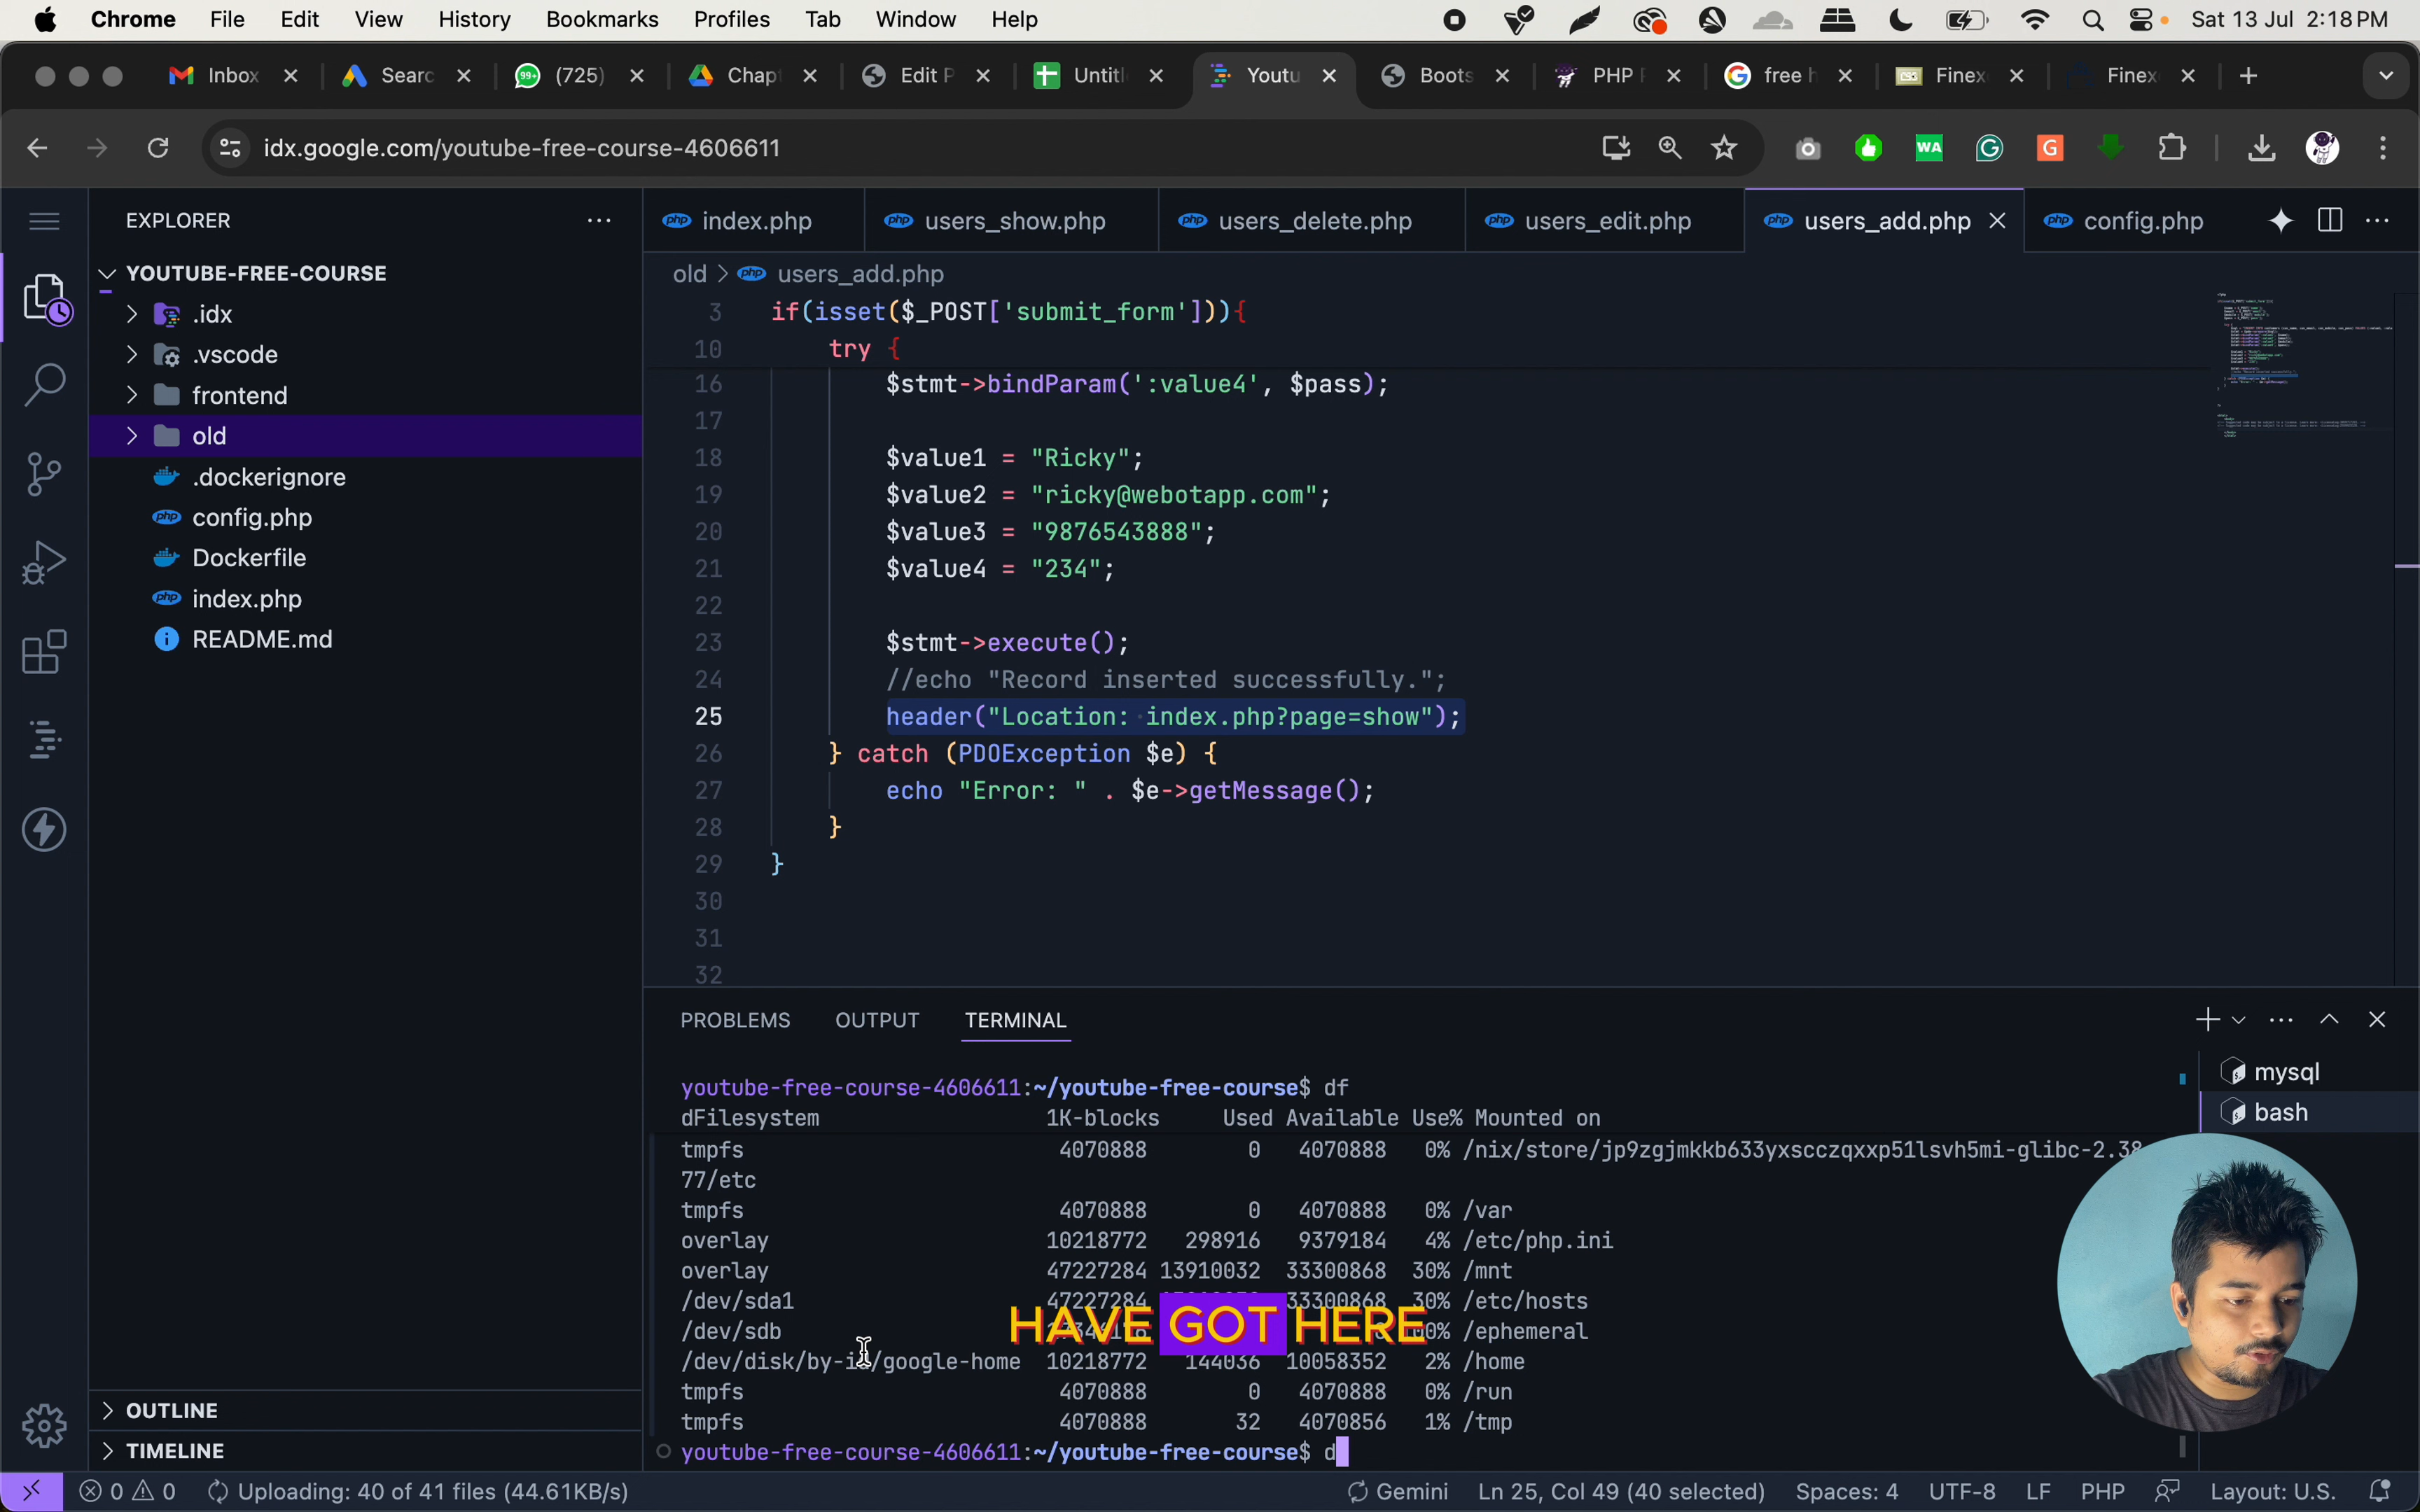 Chrome File Edit View History Bookmarks Profiles Tab Window Help Sat 13 Jul 2:18 PM
Inbox Searc (725) Chapt Edit P Untitl Youtu Boots PHP F free h Finex Finex
idx.google.com/youtube-free-course-4606611
EXPLORER
YOUTUBE-FREE-COURSE
.idx
.vscode
frontend
old
.dockerignore
config.php
Dockerfile
index.php
README.md
OUTLINE
TIMELINE
index.php users_show.php users_delete.php users_edit.php users_add.php config.php
old > users_add.php
3 if(isset($_POST['submit_form'])){
10 try {
16 $stmt->bindParam(':value4', $pass);
17
18 $value1 = "Ricky";
19 $value2 = "ricky@webotapp.com";
20 $value3 = "9876543888";
21 $value4 = "234";
22
23 $stmt->execute();
24 //echo "Record inserted successfully.";
25 header("Location: index.php?page=show");
26 } catch (PDOException $e) {
27 echo "Error: " . $e->getMessage();
28 }
29 }
30
31
32
PROBLEMS OUTPUT TERMINAL
mysql
bash
youtube-free-course-4606611:~/youtube-free-course$ df
dFilesystem 1K-blocks Used Available Use% Mounted on
tmpfs 4070888 0 4070888 0% /nix/store/jp9zgjmkkb633yxscczqxxp51lsvh5mi-glibc-2.38-
77/etc
tmpfs 4070888 0 4070888 0% /var
overlay 10218772 298916 9379184 4% /etc/php.ini
overlay 47227284 13910032 33300868 30% /mnt
/dev/sda1 47227284 33300868 30% /etc/hosts
/dev/sdb /ephemeral
HAVE GOT HERE
/dev/disk/by-id/google-home 10218772 144036 10058352 2% /home
tmpfs 4070888 0 4070888 0% /run
tmpfs 4070888 32 4070856 1% /tmp
youtube-free-course-4606611:~/youtube-free-course$ d
0 0 Uploading: 40 of 41 files (44.61KB/s) Gemini Ln 25, Col 49 (40 selected) Spaces: 4 UTF-8 LF PHP Layout: U.S.